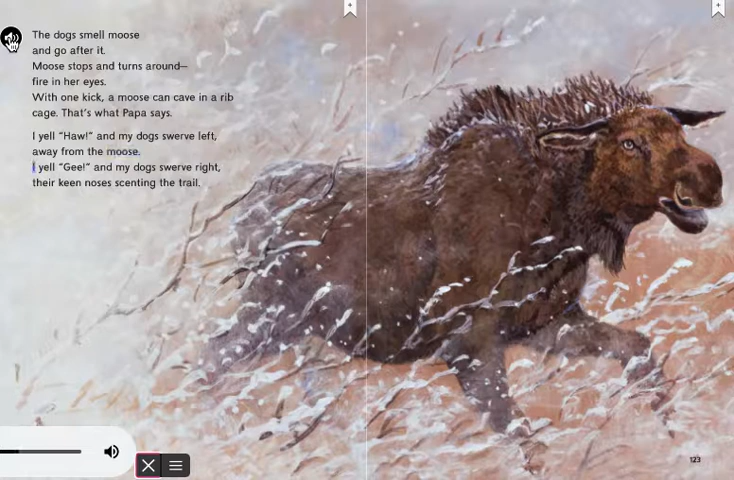 The dogs smell moose
and go after it.
Moose stops and turns around—
fire in her eyes.
With one kick, a moose can cave in a rib
cage. That’s what Papa says.
I yell “Haw!” and my dogs swerve left,
away from the moose.
I yell “Gee!” and my dogs swerve right,
their keen noses scenting the trail.
123